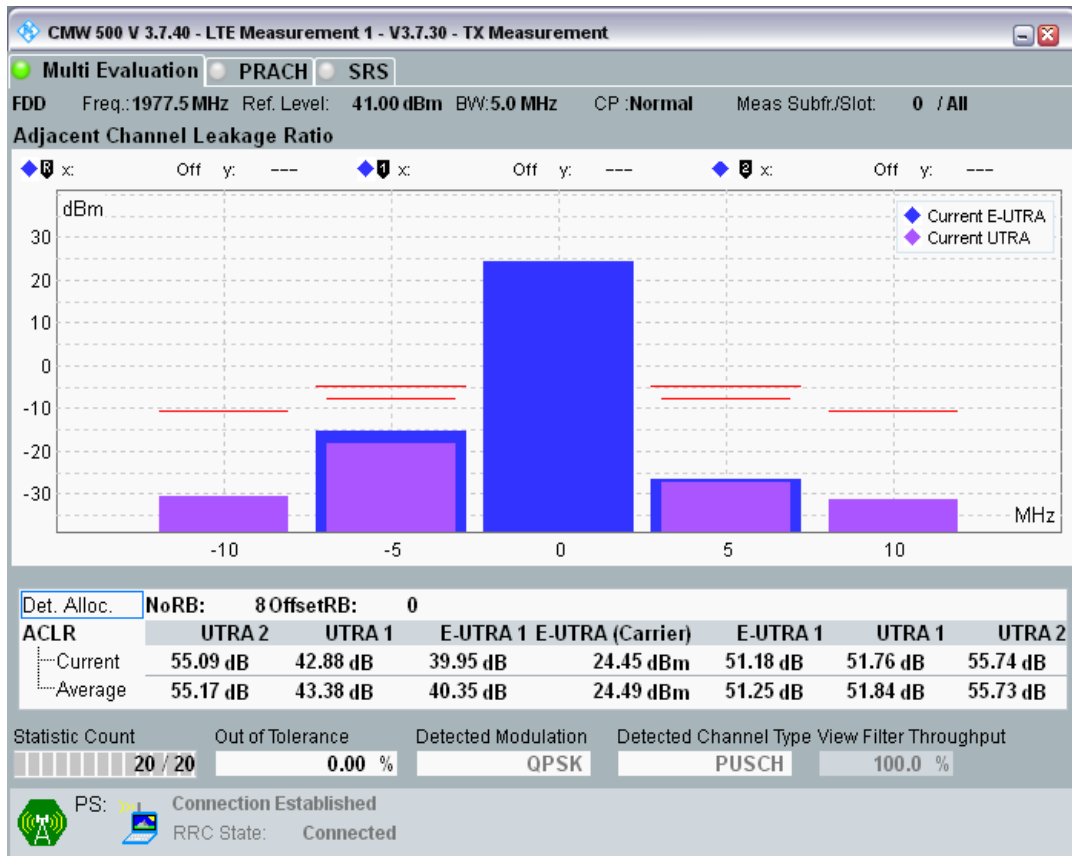 CMW 500 V 3.7.40 - LTE Measurement 1 - V3.7.30 - TX Measurement
Multi Evaluation PRACH SRS
FDD Freq.:1977.5 MHz Ref. Level: 41.00 dBm BW:5.0 MHz CP :Normal Meas Subfr./Slot: 0 / All
Adjacent Channel Leakage Ratio
R x: Off y: --- 1 x: Off y: --- 2 x: Off y: ---
dBm
Current E-UTRA
Current UTRA
30
20
10
0
-10
-20
-30
MHz
-10 -5 0 5 10
Det. Alloc. NoRB: 8 OffsetRB: 0
ACLR UTRA 2 UTRA 1 E-UTRA 1 E-UTRA (Carrier) E-UTRA 1 UTRA 1 UTRA 2
Current 55.09 dB 42.88 dB 39.95 dB 24.45 dBm 51.18 dB 51.76 dB 55.74 dB
Average 55.17 dB 43.38 dB 40.35 dB 24.49 dBm 51.25 dB 51.84 dB 55.73 dB
Statistic Count Out of Tolerance Detected Modulation Detected Channel Type View Filter Throughput
20 / 20 0.00 % QPSK PUSCH 100.0 %
PS: Connection Established
RRC State: Connected